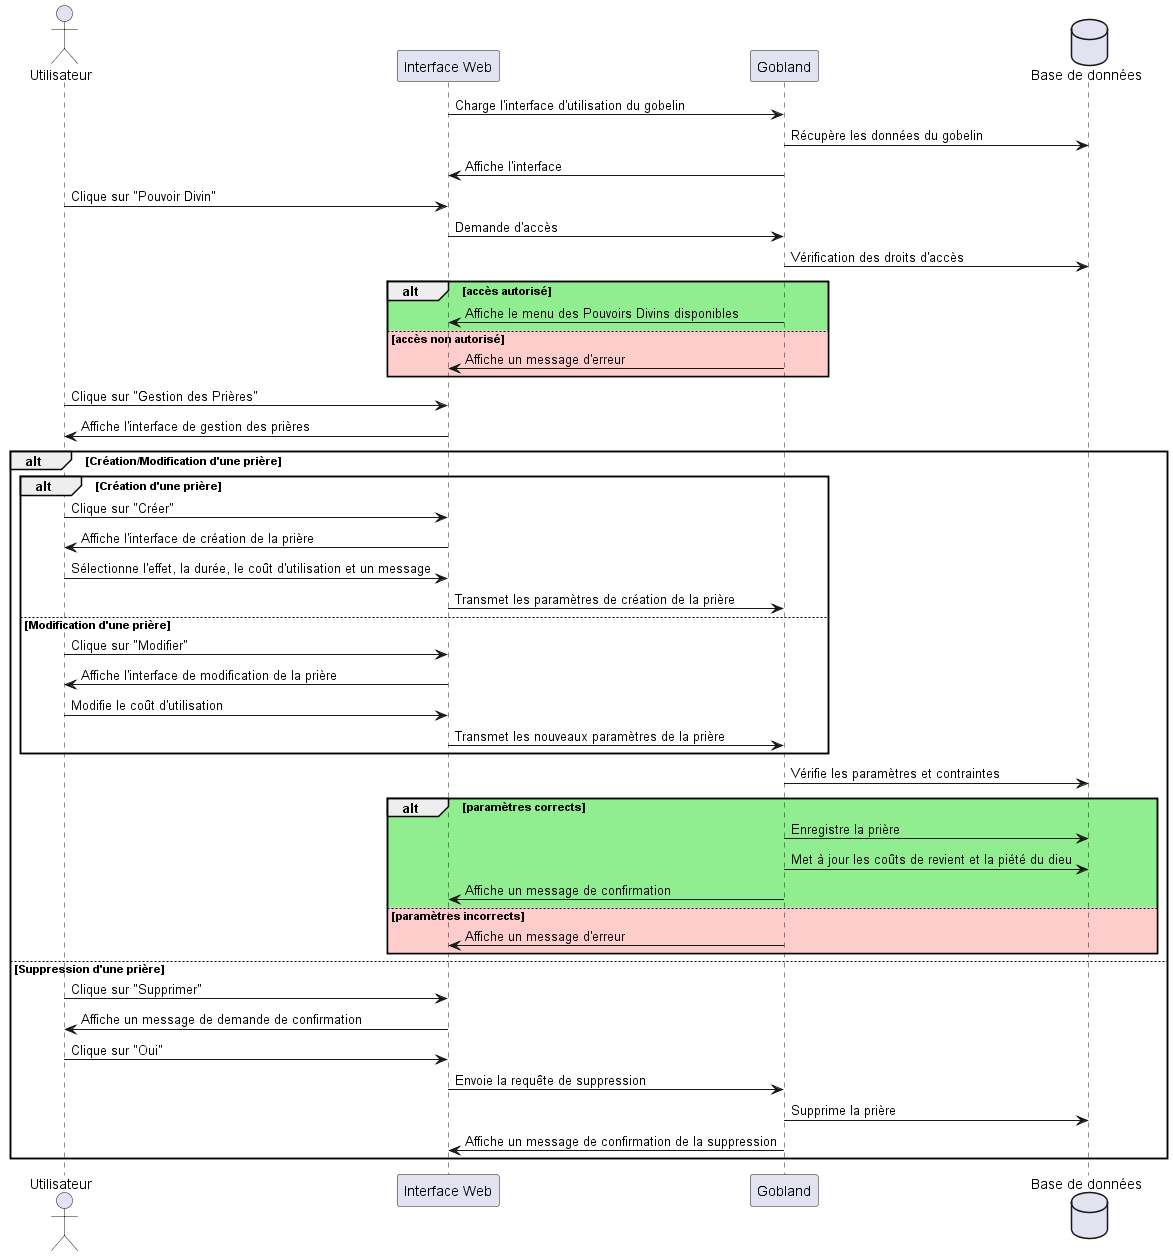 Utilisateur
Interface Web
Gobland
Base de données
Charge l'interface d'utilisation du gobelin
Récupère les données du gobelin
Affiche l'interface
Clique sur "Pouvoir Divin"
Demande d'accès
Vérification des droits d'accès
alt
[accès autorisé]
Affiche le menu des Pouvoirs Divins disponibles
[accès non autorisé]
Affiche un message d'erreur
Clique sur "Gestion des Prières"
Affiche l'interface de gestion des prières
alt
[Création/Modification d'une prière]
alt
[Création d'une prière]
Clique sur "Créer"
Affiche l'interface de création de la prière
Sélectionne l'effet, la durée, le coût d'utilisation et un message
Transmet les paramètres de création de la prière
[Modification d'une prière]
Clique sur "Modifier"
Affiche l'interface de modification de la prière
Modifie le coût d'utilisation
Transmet les nouveaux paramètres de la prière
Vérifie les paramètres et contraintes
alt
[paramètres corrects]
Enregistre la prière
Met à jour les coûts de revient et la piété du dieu
Affiche un message de confirmation
[paramètres incorrects]
Affiche un message d'erreur
[Suppression d'une prière]
Clique sur "Supprimer"
Affiche un message de demande de confirmation
Clique sur "Oui"
Envoie la requête de suppression
Supprime la prière
Affiche un message de confirmation de la suppression
Utilisateur
Interface Web
Gobland
Base de données